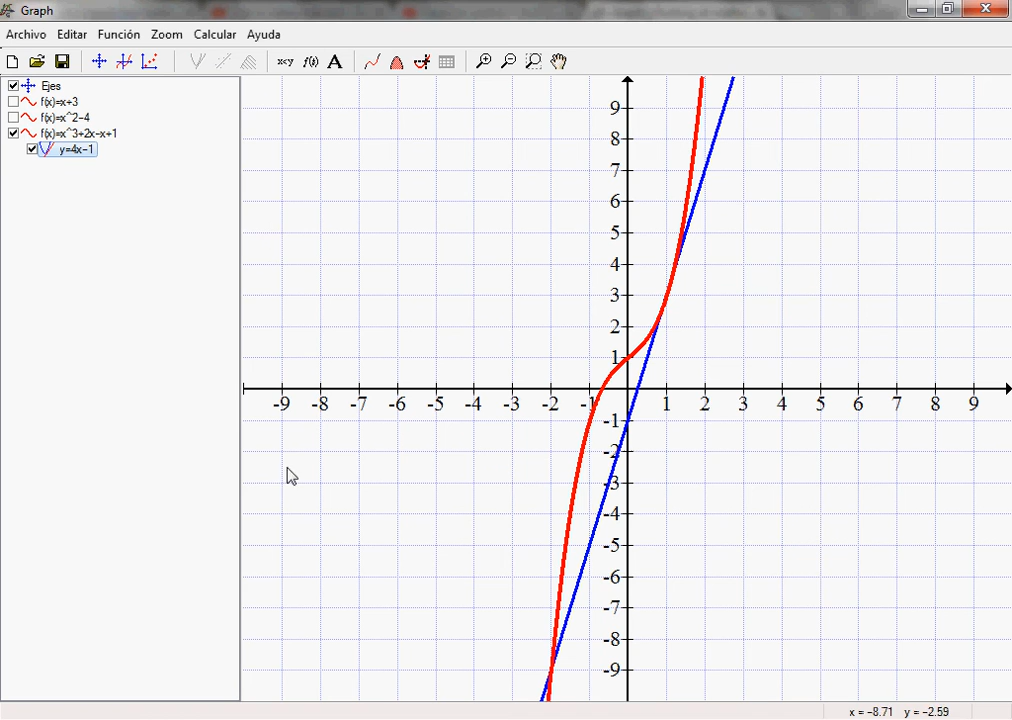 Graph
Archivo Editar Función Zoom Calcular Ayuda
x<y f(x) A
Ejes
f(x)=x+3
f(x)=x^2-4
f(x)=x^3+2x-x+1
y=4x-1
9
8
7
6
5
4
3
2
1
-9 -8 -7 -6 -5 -4 -3 -2 -1 1 2 3 4 5 6 7 8 9
-1
-2
-3
-4
-5
-6
-7
-8
-9
x = -8.71 y = -2.59